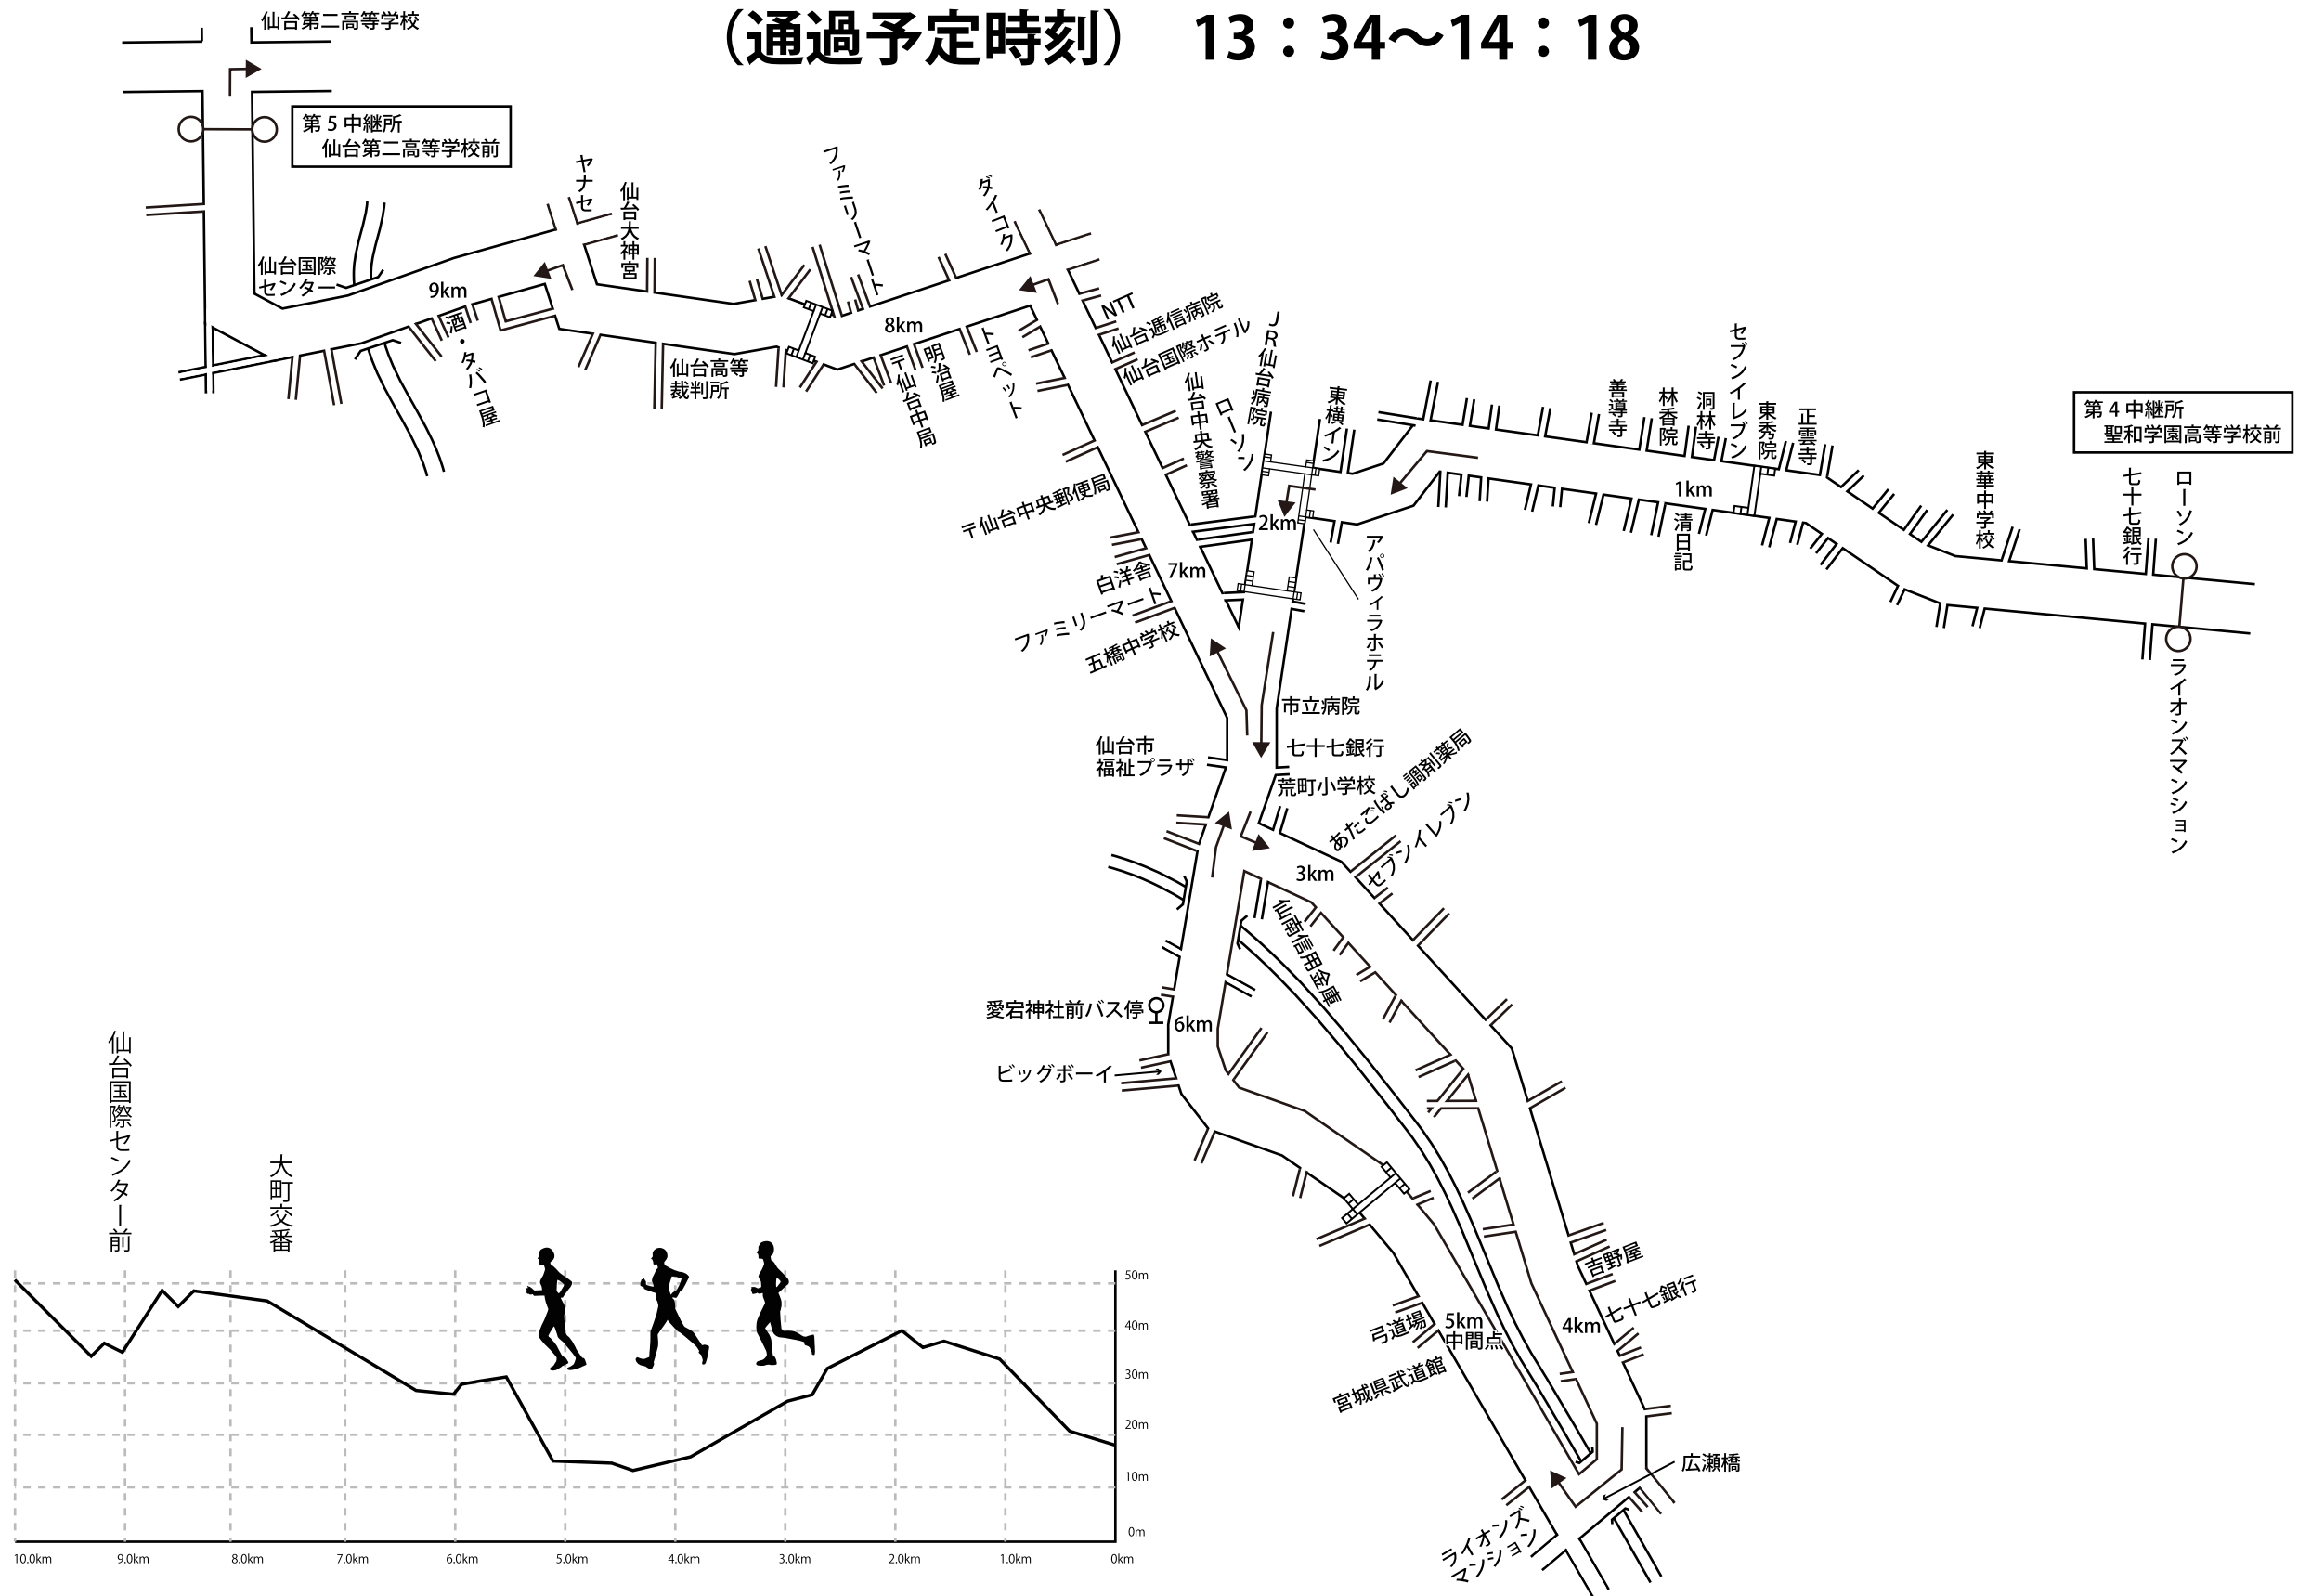 （通過予定時刻） 13：34～14：18
仙台第二高等学校
第5中継所
仙台第二高等学校前
ヤナセ
仙台大神宮
ファミリーマート
ダイコク
仙台国際
センター
9km
酒・タバコ屋
仙台高等
裁判所
8km
〒仙台中局
明治屋
トヨペット
NTT
仙台逓信病院
仙台国際ホテル
仙台中央警察署
ローソン
JR仙台病院
東横イン
善導寺
林香院
洞林寺
セブンイレブン
東秀院
正雲寺
1km
清日記
東華中学校
第4中継所
聖和学園高等学校前
七十七銀行
ローソン
ライオンズマンション
2km
アパヴィラホテル
〒仙台中央郵便局
7km
白洋舎
ファミリーマート
五橋中学校
市立病院
仙台市
福祉プラザ
七十七銀行
荒町小学校
あたごばし調剤薬局
セブンイレブン
3km
仙南信用金庫
愛宕神社前バス停
6km
ビッグボーイ
吉野屋
七十七銀行
4km
弓道場
5km
中間点
宮城県武道館
広瀬橋
ライオンズ
マンション
仙台国際センター前
大町交番
50m
40m
30m
20m
10m
0m
10.0km
9.0km
8.0km
7.0km
6.0km
5.0km
4.0km
3.0km
2.0km
1.0km
0km